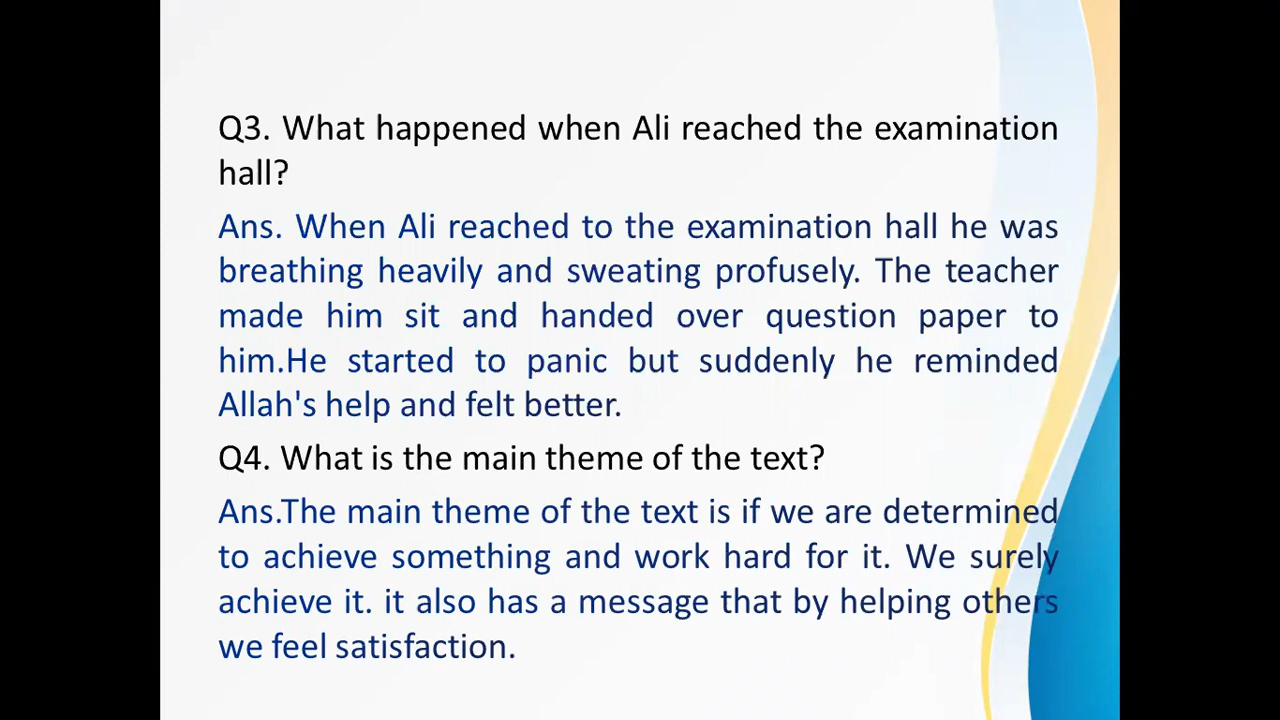 Q3. What happened when Ali reached the examination
hall?
Ans. When Ali reached to the examination hall he was
breathing heavily and sweating profusely. The teacher
made him sit and handed over question paper to
him.He started to panic but suddenly he reminded
Allah's help and felt better.
Q4. What is the main theme of the text?
Ans.The main theme of the text is if we are determined
to achieve something and work hard for it. We surely
achieve it. it also has a message that by helping others
we feel satisfaction.